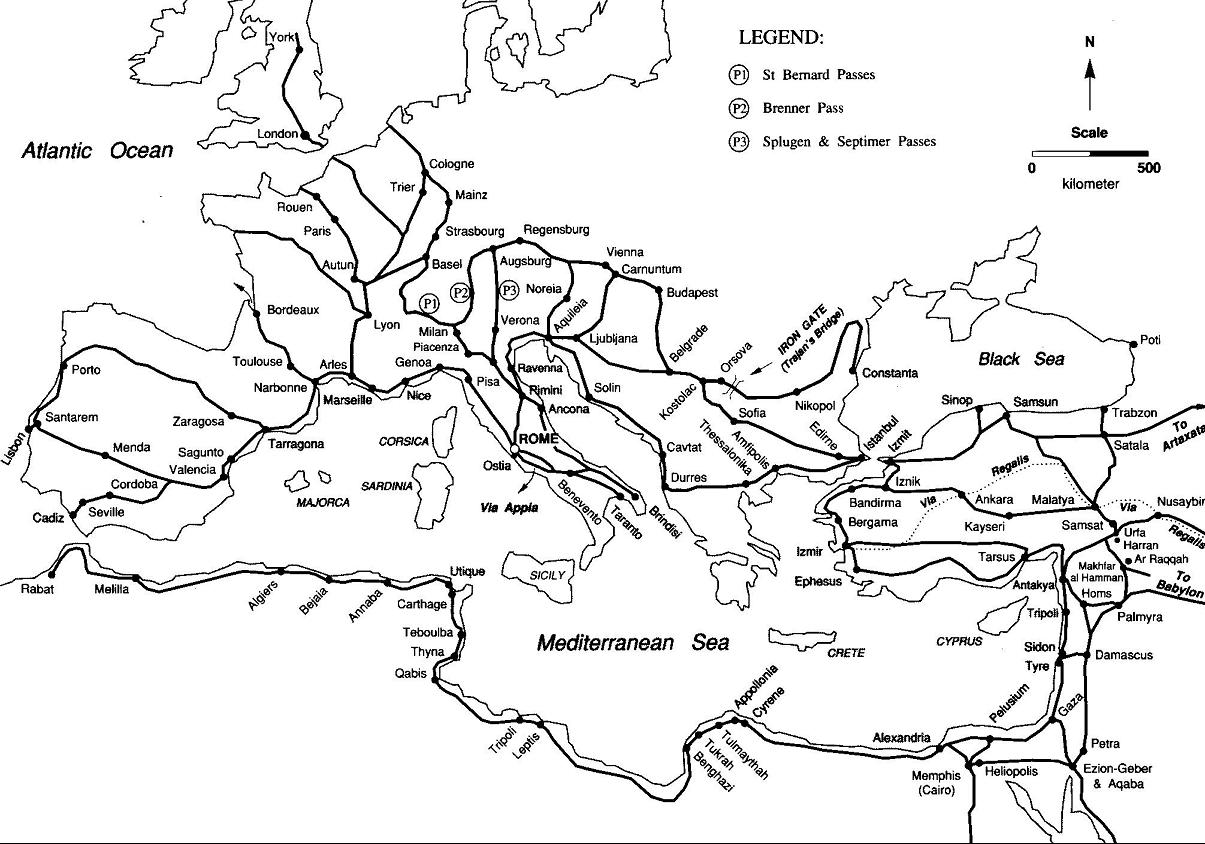 LEGEND:
P1 St Bernard Passes
P2 Brenner Pass
P3 Splugen & Septimer Passes
N
Scale
0 500
kilometer
Atlantic Ocean
York
London
Cologne
Trier
Mainz
Rouen
Paris
Strasbourg
Regensburg
Autun
Basel
Augsburg
Vienna
Carnuntum
P1
P2
P3
Noreia
Budapest
Bordeaux
Lyon
Milan
Verona
Aquileia
Ljubljana
Piacenza
Belgrade
Orsova
IRON GATE
(Trajan's Bridge)
Black Sea
Poti
Toulouse
Arles
Genoa
Ravenna
Constanta
Porto
Narbonne
Marseille
Nice
Pisa
Rimini
Solin
Kostolac
Nikopol
Sinop
Samsun
Trabzon
Ancona
Santarem
Lisbon
Zaragosa
Tarragona
CORSICA
ROME
Ostia
Cavtat
Sofia
Edirne
Istanbul
Izmit
Satala
To
Artaxata
Menda
Sagunto
Valencia
Thessalonika
Amfipolis
Durres
Regalis
Cordoba
Seville
Cadiz
MAJORCA
SARDINIA
Via Appia
Benevento
Taranto
Brindisi
Iznik
Bandirma
Via
Ankara
Malatya
Via
Nusaybin
Regalis
Bergama
Kayseri
Samsat
Urfa
Harran
Izmir
Tarsus
Ar Raqqah
Makhfar
al Hamman
To
Babylon
Rabat
Melilla
Algiers
Bejaia
Annaba
Utique
SICILY
Ephesus
Antakya
Homs
Carthage
Tripoli
Palmyra
Teboulba
Thyna
Qabis
Mediterranean Sea
CRETE
CYPRUS
Sidon
Tyre
Damascus
Tripoli
Leptis
Appollonia
Cyrene
Tulmaythah
Tukrah
Benghazi
Alexandria
Pelusium
Gaza
Petra
Memphis
(Cairo)
Heliopolis
Ezion-Geber
& Aqaba